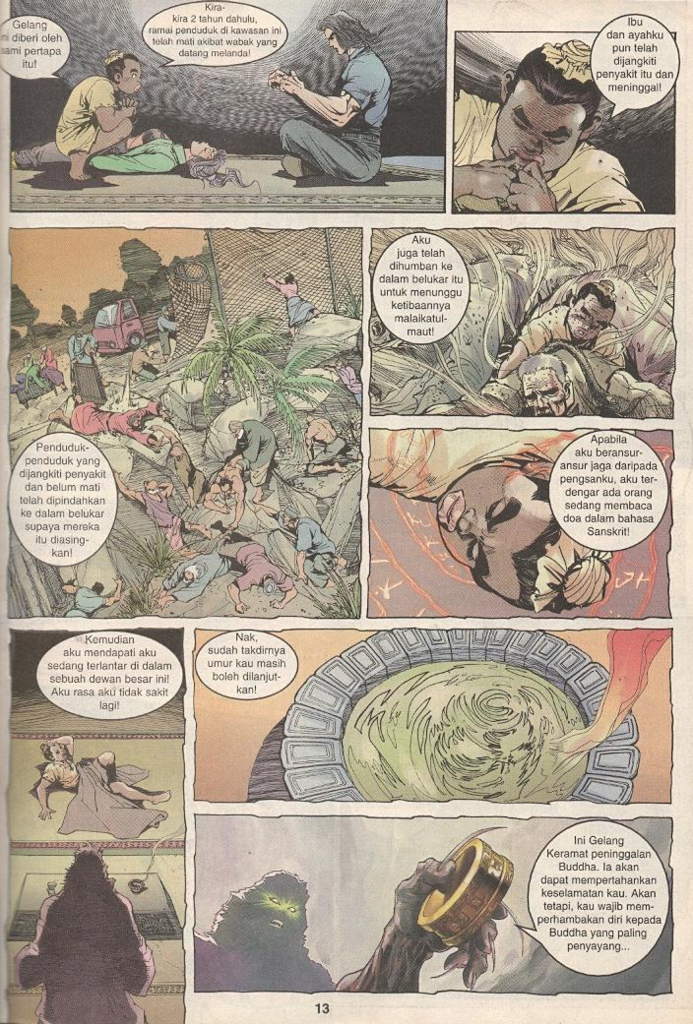 Gelang
ni diberi oleh
sami pertapa
itu!
Kira-
kira 2 tahun dahulu,
ramai penduduk di kawasan ini
telah mati akibat wabak yang
datang melanda!
Ibu
dan ayahku
pun telah
dijangkiti
penyakit itu dan
meninggal!
Penduduk-
penduduk yang
dijangkiti penyakit
dan belum mati
telah dipindahkan
ke dalam belukar
supaya mereka
itu diasing-
kan!
Aku
juga telah
dihumban ke
dalam belukar itu
untuk menunggu
ketibaannya
malaikatul-
maut!
Apabila
aku beransur-
ansur jaga daripada
pengsanku, aku ter-
dengar ada orang
sedang membaca
doa dalam bahasa
Sanskrit!
Kemudian
aku mendapati aku
sedang terlantar di dalam
sebuah dewan besar ini!
Aku rasa aku tidak sakit
lagi!
Nak,
sudah takdirnya
umur kau masih
boleh dilanjut-
kan!
Ini Gelang
Keramat peninggalan
Buddha. Ia akan
dapat mempertahankan
keselamatan kau. Akan
tetapi, kau wajib mem-
perhambakan diri kepada
Buddha yang paling
penyayang...
13